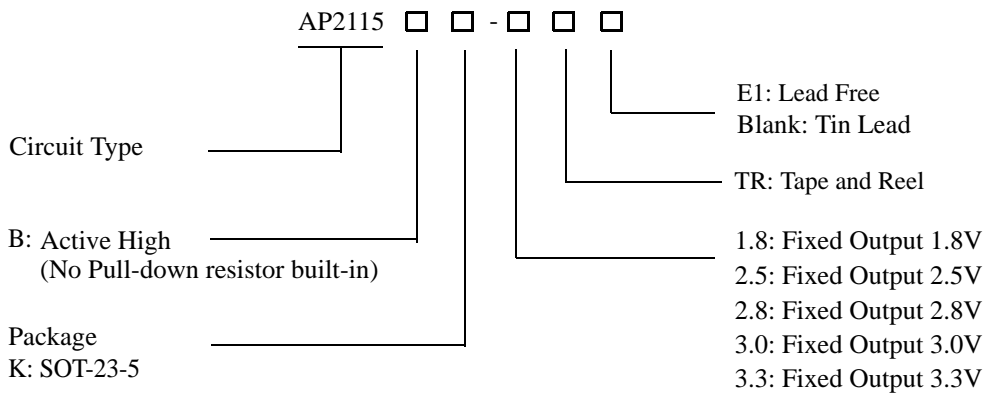 AP2115 □ □ - □ □ □
E1: Lead Free
Blank: Tin Lead
Circuit Type
TR: Tape and Reel
B: Active High
(No Pull-down resistor built-in)
1.8: Fixed Output 1.8V
2.5: Fixed Output 2.5V
2.8: Fixed Output 2.8V
3.0: Fixed Output 3.0V
3.3: Fixed Output 3.3V
Package
K: SOT-23-5